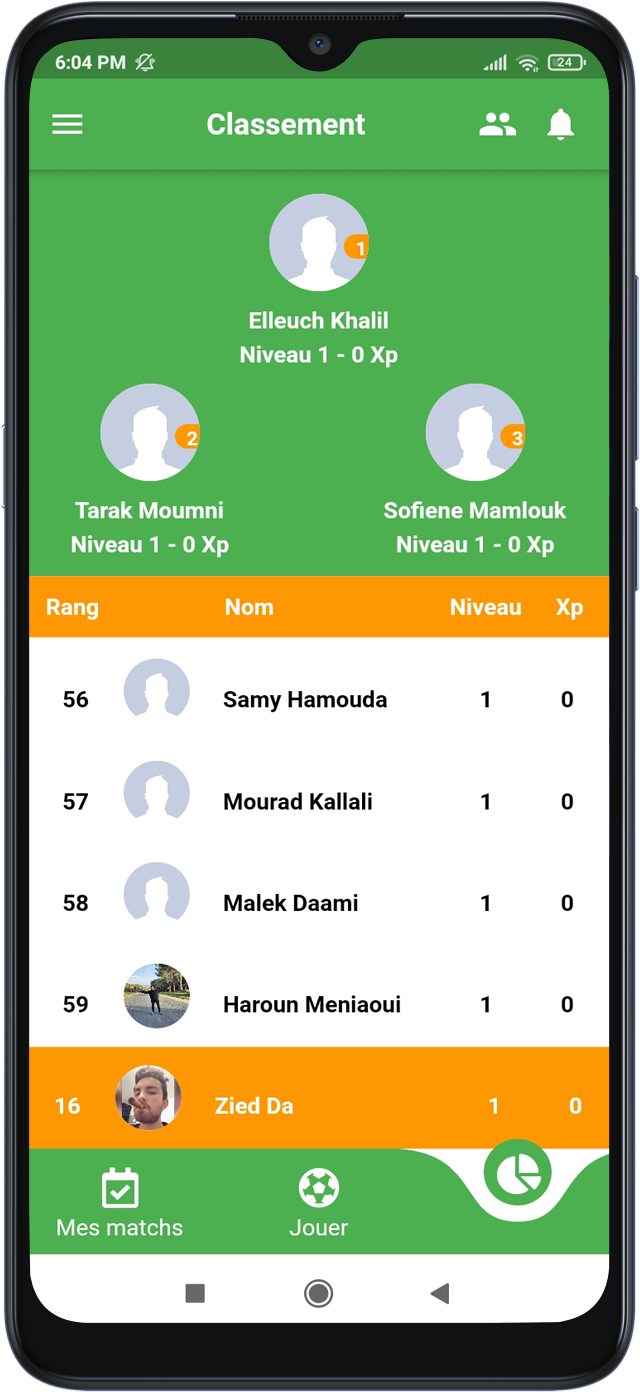 6:04 PM 24
Classement
1
Elleuch Khalil
Niveau 1 - 0 Xp
2
Tarak Moumni
Niveau 1 - 0 Xp
3
Sofiene Mamlouk
Niveau 1 - 0 Xp
Rang Nom Niveau Xp
56 Samy Hamouda 1 0
57 Mourad Kallali 1 0
58 Malek Daami 1 0
59 Haroun Meniaoui 1 0
16 Zied Da 1 0
Mes matchs Jouer